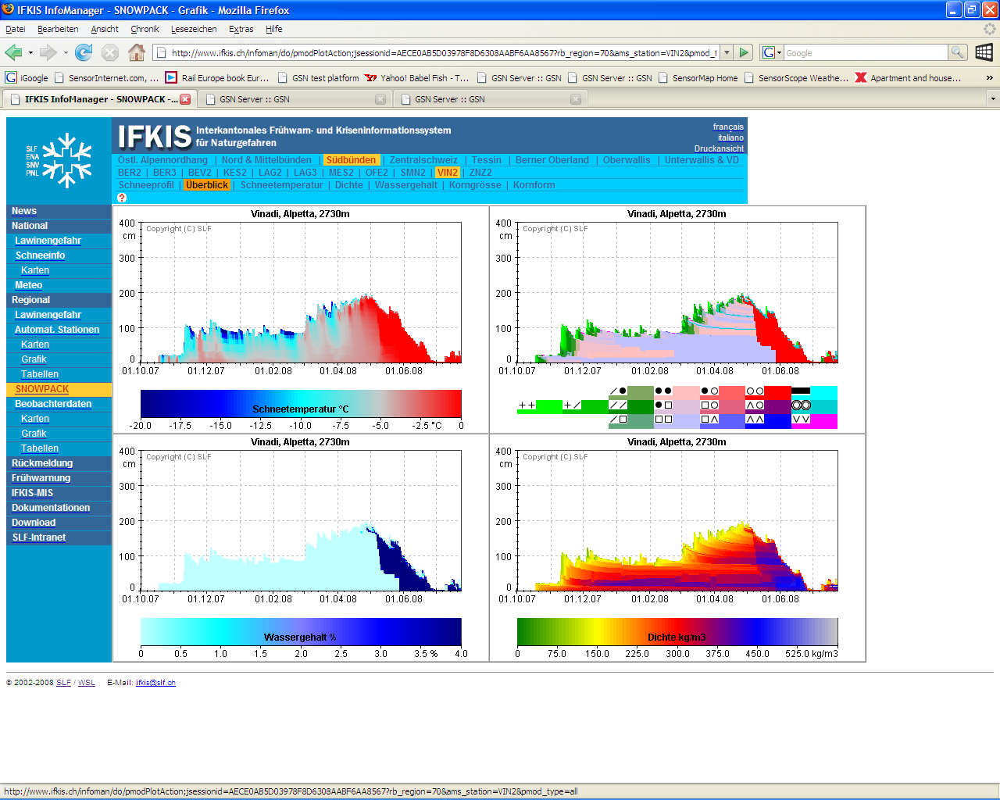 IFKIS InfoManager - SNOWPACK - Grafik - Mozilla Firefox
Datei Bearbeiten Ansicht Chronik Lesezeichen Extras Hilfe
http://www.ifkis.ch/infoman/do/pmodPlotAction;jsessionid=AECE0AB5D03978F8D6308AABF6AA8567?rb_region=70&ams_station=VIN2&pmod_t
G Google
iGoogle SensorInternet.com, ... Rail Europe book Eur... GSN test platform Yahoo! Babel Fish - T... GSN Server :: GSN GSN Server :: GSN SensorMap Home SensorScope Weathe... Apartment and house... »
IFKIS InfoManager - SNOWPACK -... GSN Server :: GSN GSN Server :: GSN
SLF
ENA
SNV
PNL
IFKIS Interkantonales Frühwarn- und Kriseninformationssystem
für Naturgefahren
français
italiano
Druckansicht
Östl. Alpennordhang | Nord & Mittelbünden | Südbünden | Zentralschweiz | Tessin | Berner Oberland | Oberwallis | Unterwallis & VD
BER2 | BER3 | BEV2 | KES2 | LAG2 | LAG3 | MES2 | OFE2 | SMN2 | VIN2 | ZNZ2
Schneeprofil | Überblick | Schneetemperatur | Dichte | Wassergehalt | Korngrösse | Kornform
?
News
National
Lawinengefahr
Schneeinfo
Karten
Meteo
Regional
Lawinengefahr
Automat. Stationen
Karten
Grafik
Tabellen
SNOWPACK
Beobachterdaten
Karten
Grafik
Tabellen
Rückmeldung
Frühwarnung
IFKIS-MIS
Dokumentationen
Download
SLF-Intranet
Vinadi, Alpetta, 2730m
Copyright (C) SLF
400
cm
300
200
100
0
01.10.07 01.12.07 01.02.08 01.04.08 01.06.08
Schneetemperatur °C
-20.0 -17.5 -15.0 -12.5 -10.0 -7.5 -5.0 -2.5 °C 0
Vinadi, Alpetta, 2730m
Copyright (C) SLF
400
cm
300
200
100
0
01.10.07 01.12.07 01.02.08 01.04.08 01.06.08
Vinadi, Alpetta, 2730m
Copyright (C) SLF
400
cm
300
200
100
0
01.10.07 01.12.07 01.02.08 01.04.08 01.06.08
Wassergehalt %
0 0.5 1.0 1.5 2.0 2.5 3.0 3.5 % 4.0
Vinadi, Alpetta, 2730m
Copyright (C) SLF
400
cm
300
200
100
0
01.10.07 01.12.07 01.02.08 01.04.08 01.06.08
Dichte kg/m3
0 75.0 150.0 225.0 300.0 375.0 450.0 525.0 kg/m3
© 2002-2008 SLF / WSL E-Mail: ifkis@slf.ch
http://www.ifkis.ch/infoman/do/pmodPlotAction;jsessionid=AECE0AB5D03978F8D6308AABF6AA8567?rb_region=70&ams_station=VIN2&pmod_type=all